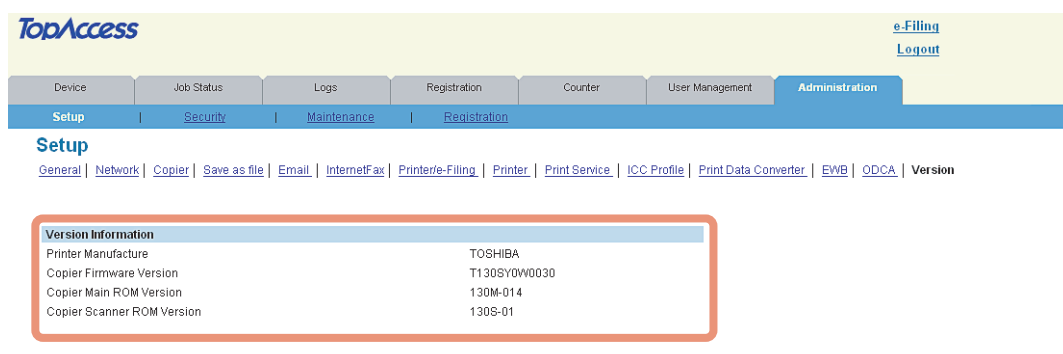 TopAccess
e-Filing
Logout
Device Job Status Logs Registration Counter User Management Administration
Setup | Security | Maintenance | Registration
Setup
General | Network | Copier | Save as file | Email | InternetFax | Printer/e-Filing | Printer | Print Service | ICC Profile | Print Data Converter | EWB | ODCA | Version
Version Information
Printer Manufacture TOSHIBA
Copier Firmware Version T130SY0W0030
Copier Main ROM Version 130M-014
Copier Scanner ROM Version 130S-01